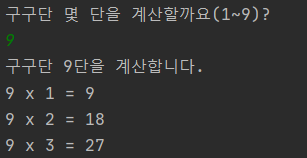 구구단 몇 단을 계산할까요(1~9)?
9
구구단 9단을 계산합니다.
9 x 1 = 9
9 x 2 = 18
9 x 3 = 27